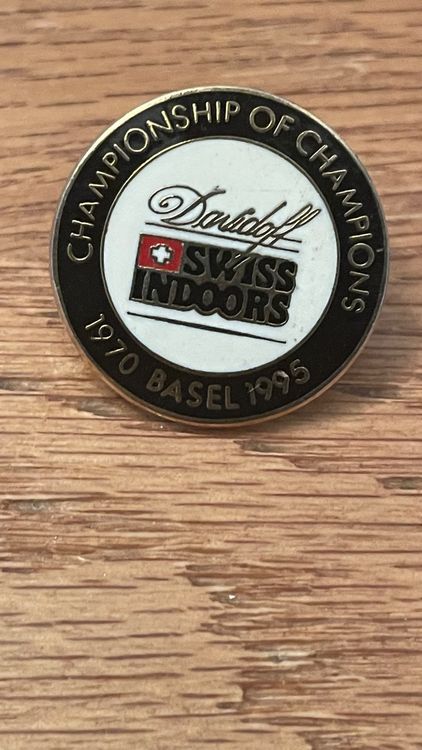 CHAMPIONSHIP OF CHAMPIONS
Davidoff
SWISS
INDOORS
1970 BASEL 1995